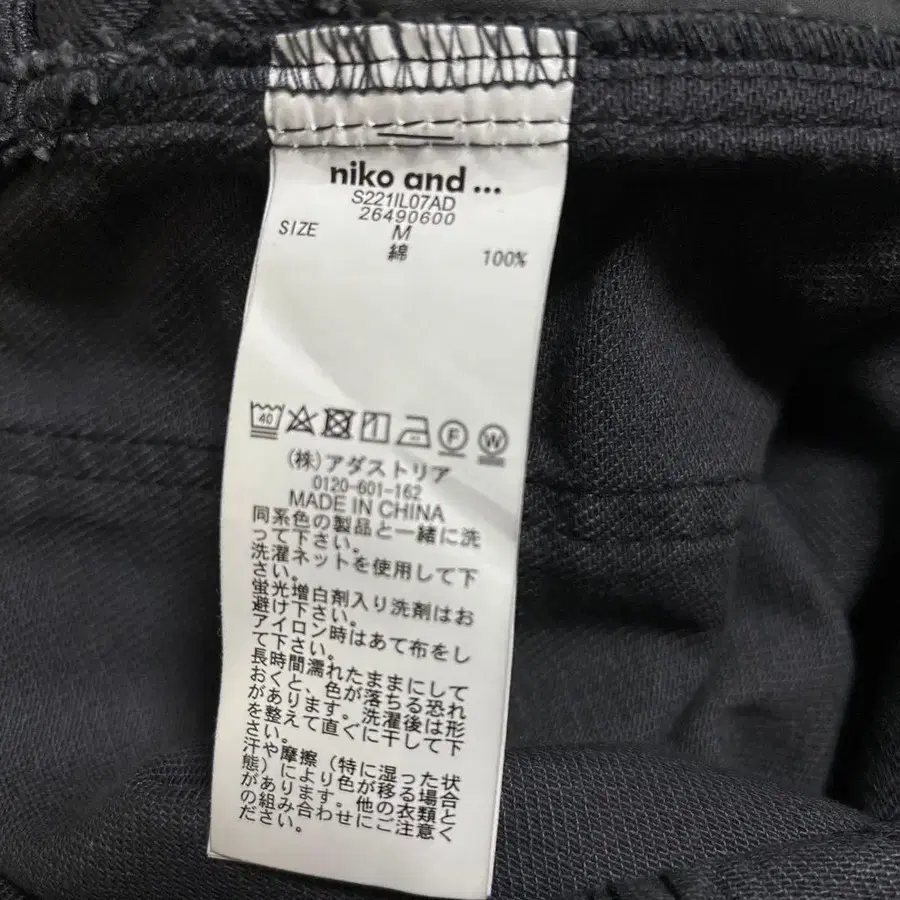 niko and ...
S221IL07AD
26490600
SIZE M
綿 100%
40
F W
(株)アダストリア
0120-601-162
MADE IN CHINA
同系色の製品と一緒に洗
って下さい。
洗濯ネットを使用して下
さい。
蛍光増白剤入り洗剤はお
避け下さい。
アイロン時はあて布をし
て下さい。
長時間濡れたままにして
おくと、色が落ちる恐れ
があります。洗濯後は形
を整えて直ぐに干して下
さい。
汗や摩擦（特に湿った状
態）により色が移る場合と
があります。他の衣類と
の組み合わせにご注意く
ださい。